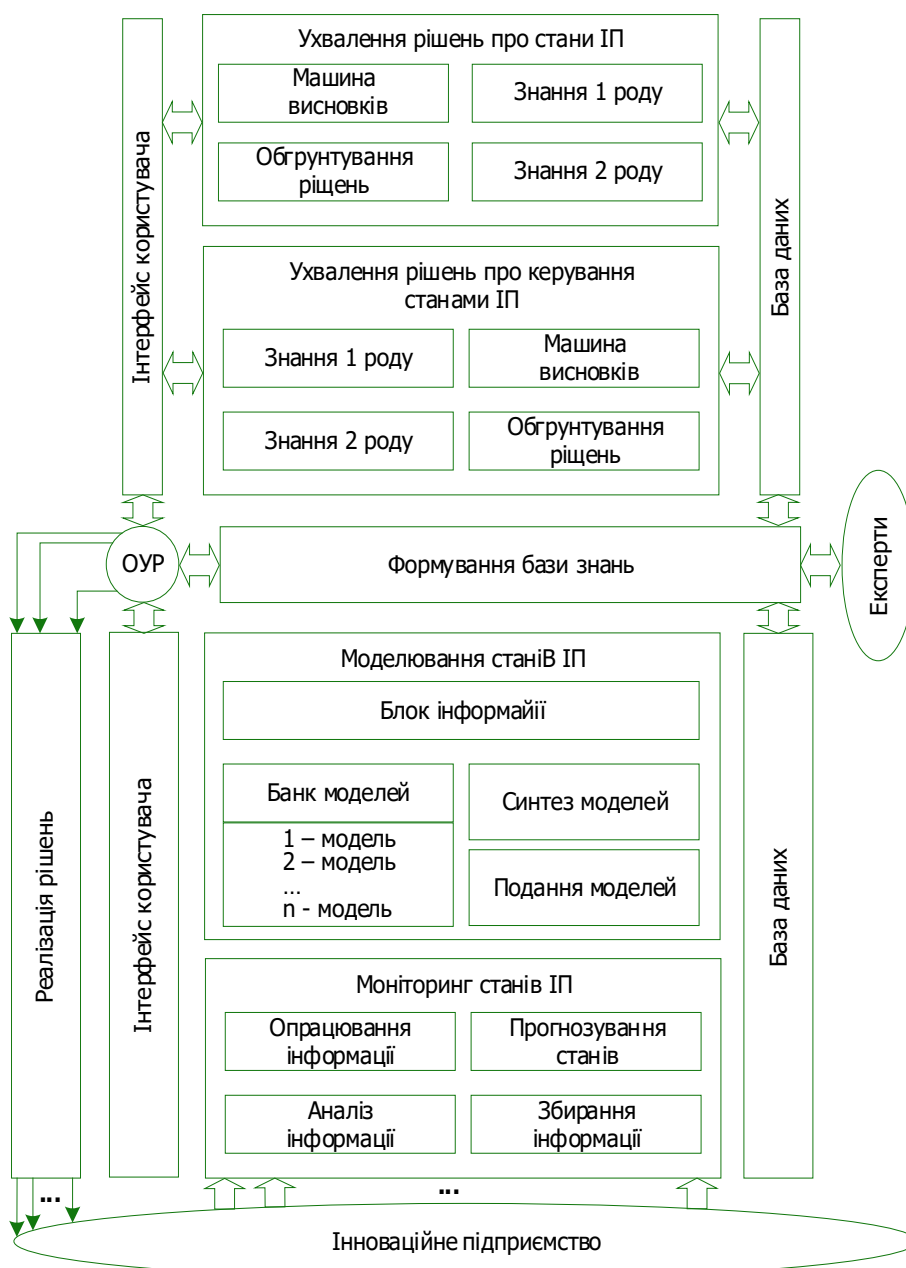 Ухвалення рішень про стани ІП
Машина
висновків
Знання 1 роду
Обгрунтування
ріщень
Знання 2 роду
Інтерфейс користувача
База даних
Ухвалення рішень про керування
станами ІП
Знання 1 роду
Машина
висновків
Знання 2 роду
Обгрунтування
ріщень
ОУР
Формування бази знань
Експерти
Реалізація рішень
Інтерфейс користувача
Моделювання станіВ ІП
Блок інформайії
Банк моделей
1 – модель
2 – модель
...
n - модель
Синтез моделей
Подання моделей
База даних
Моніторинг станів ІП
Опрацювання
інформації
Прогнозування
станів
Аналіз
інформації
Збирання
інформації
...
...
Інноваційне підприємство